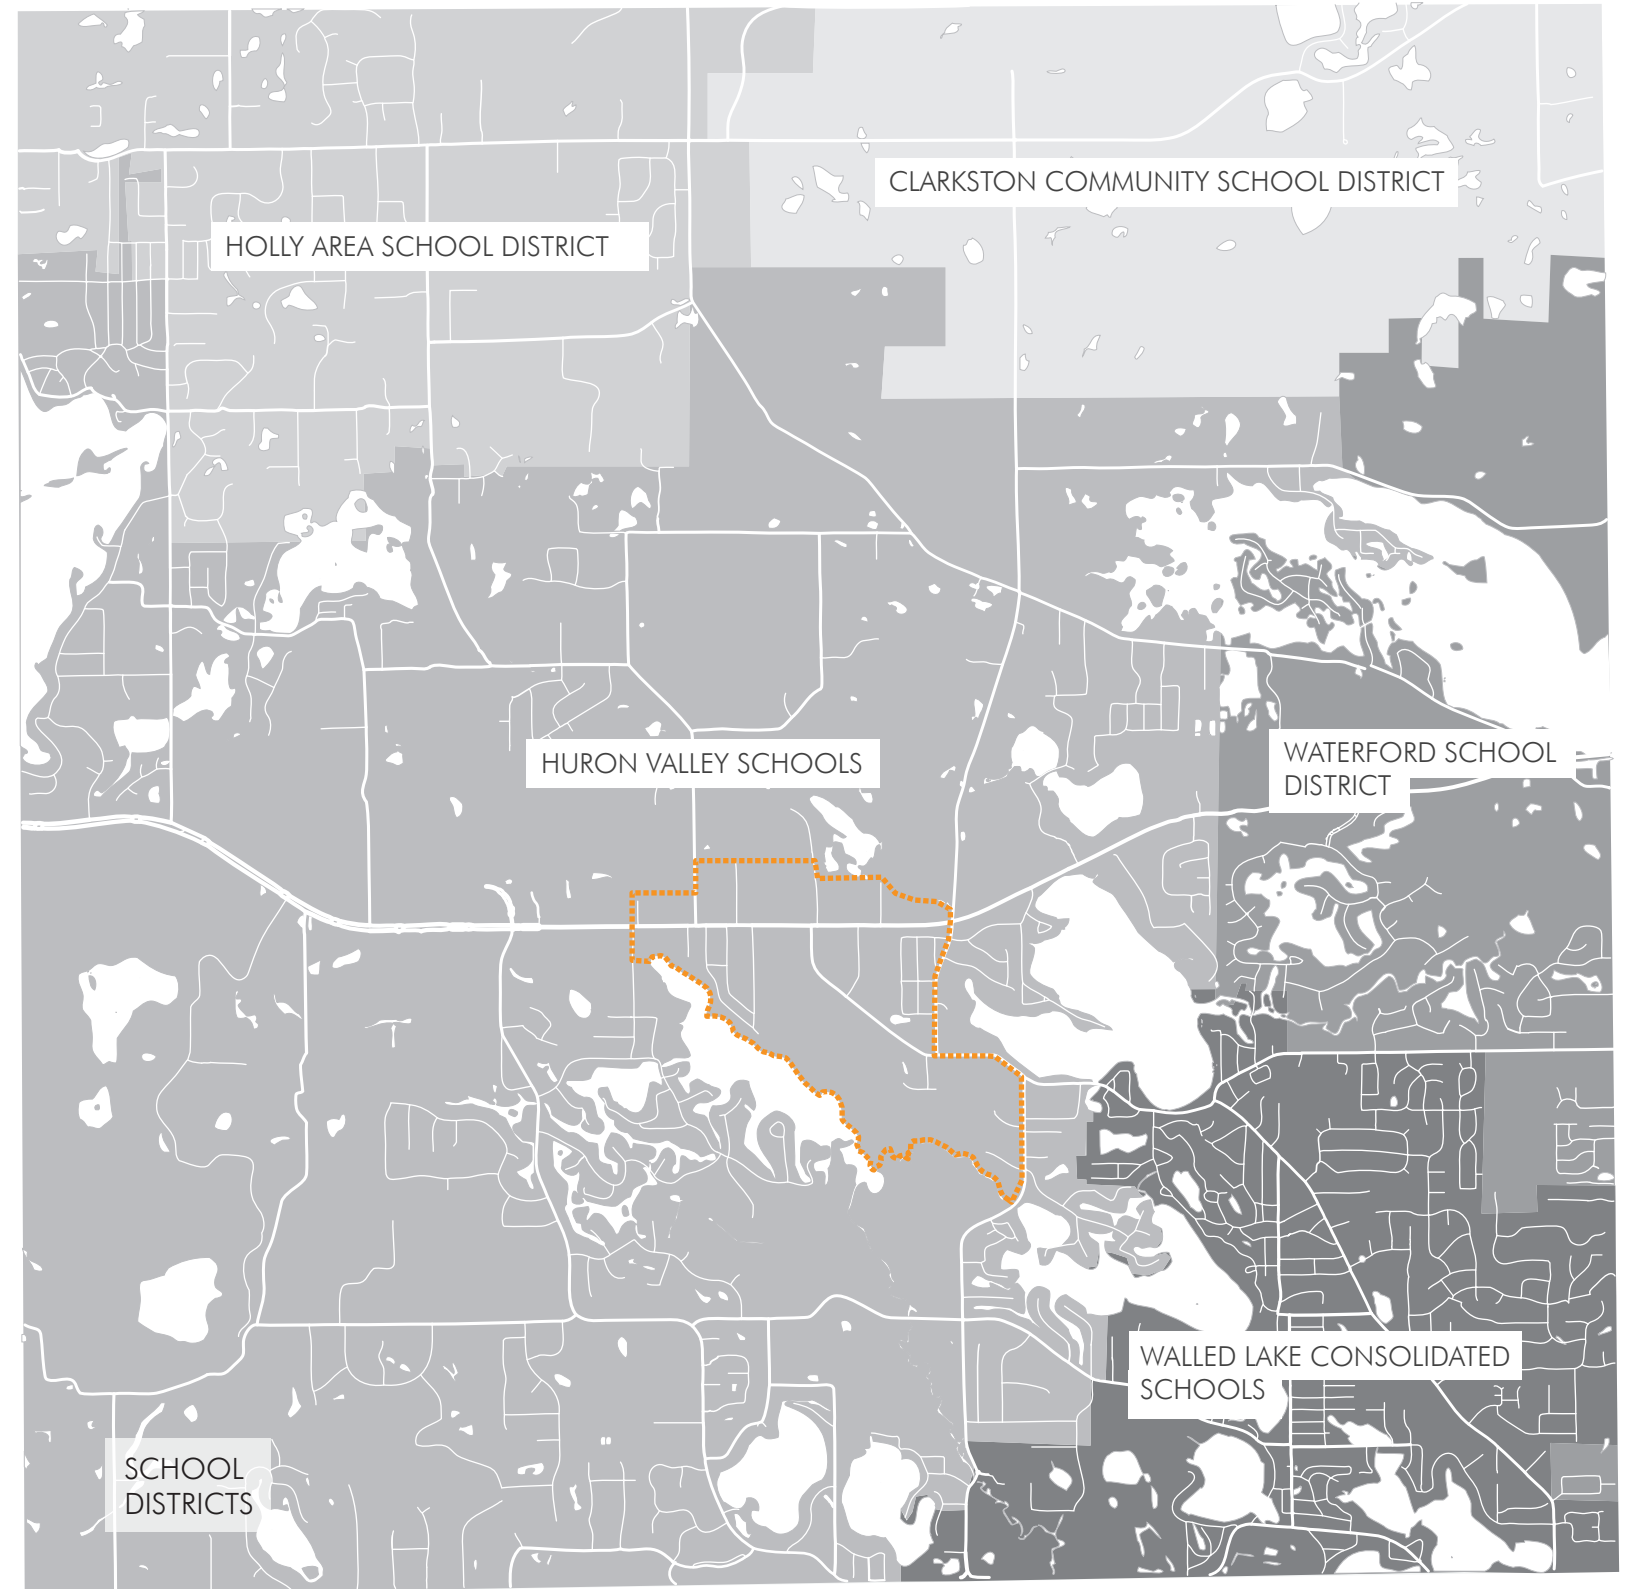 CLARKSTON COMMUNITY SCHOOL DISTRICT
HOLLY AREA SCHOOL DISTRICT
HURON VALLEY SCHOOLS
WATERFORD SCHOOL
DISTRICT
WALLED LAKE CONSOLIDATED
SCHOOLS
SCHOOL
DISTRICTS